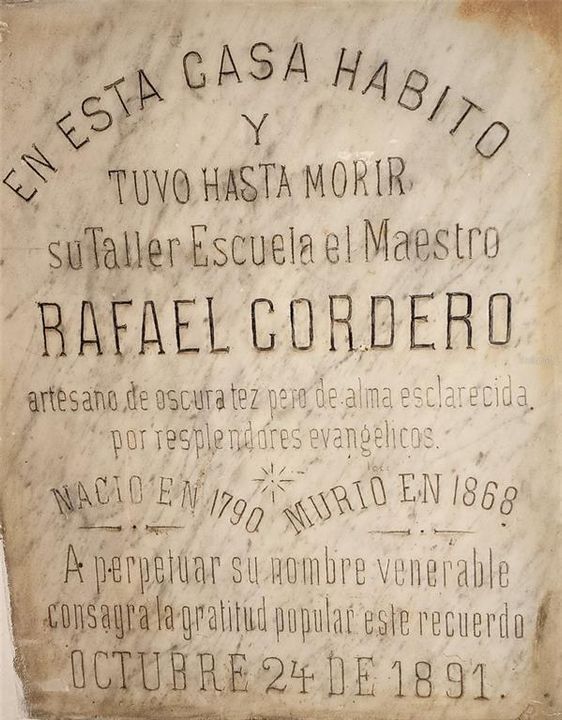 EN ESTA CASA HABITO
Y
TUVO HASTA MORIR
su Taller Escuela el Maestro
RAFAEL CORDERO
artesano, de oscura tez pero de alma esclarecida,
por resplendores evangélicos.
NACIO EN 1790 MURIÓ EN 1868
A perpetuar su nombre venerable
consagra la gratitud popular este recuerdo
OCTUBRE 24 DE 1891.